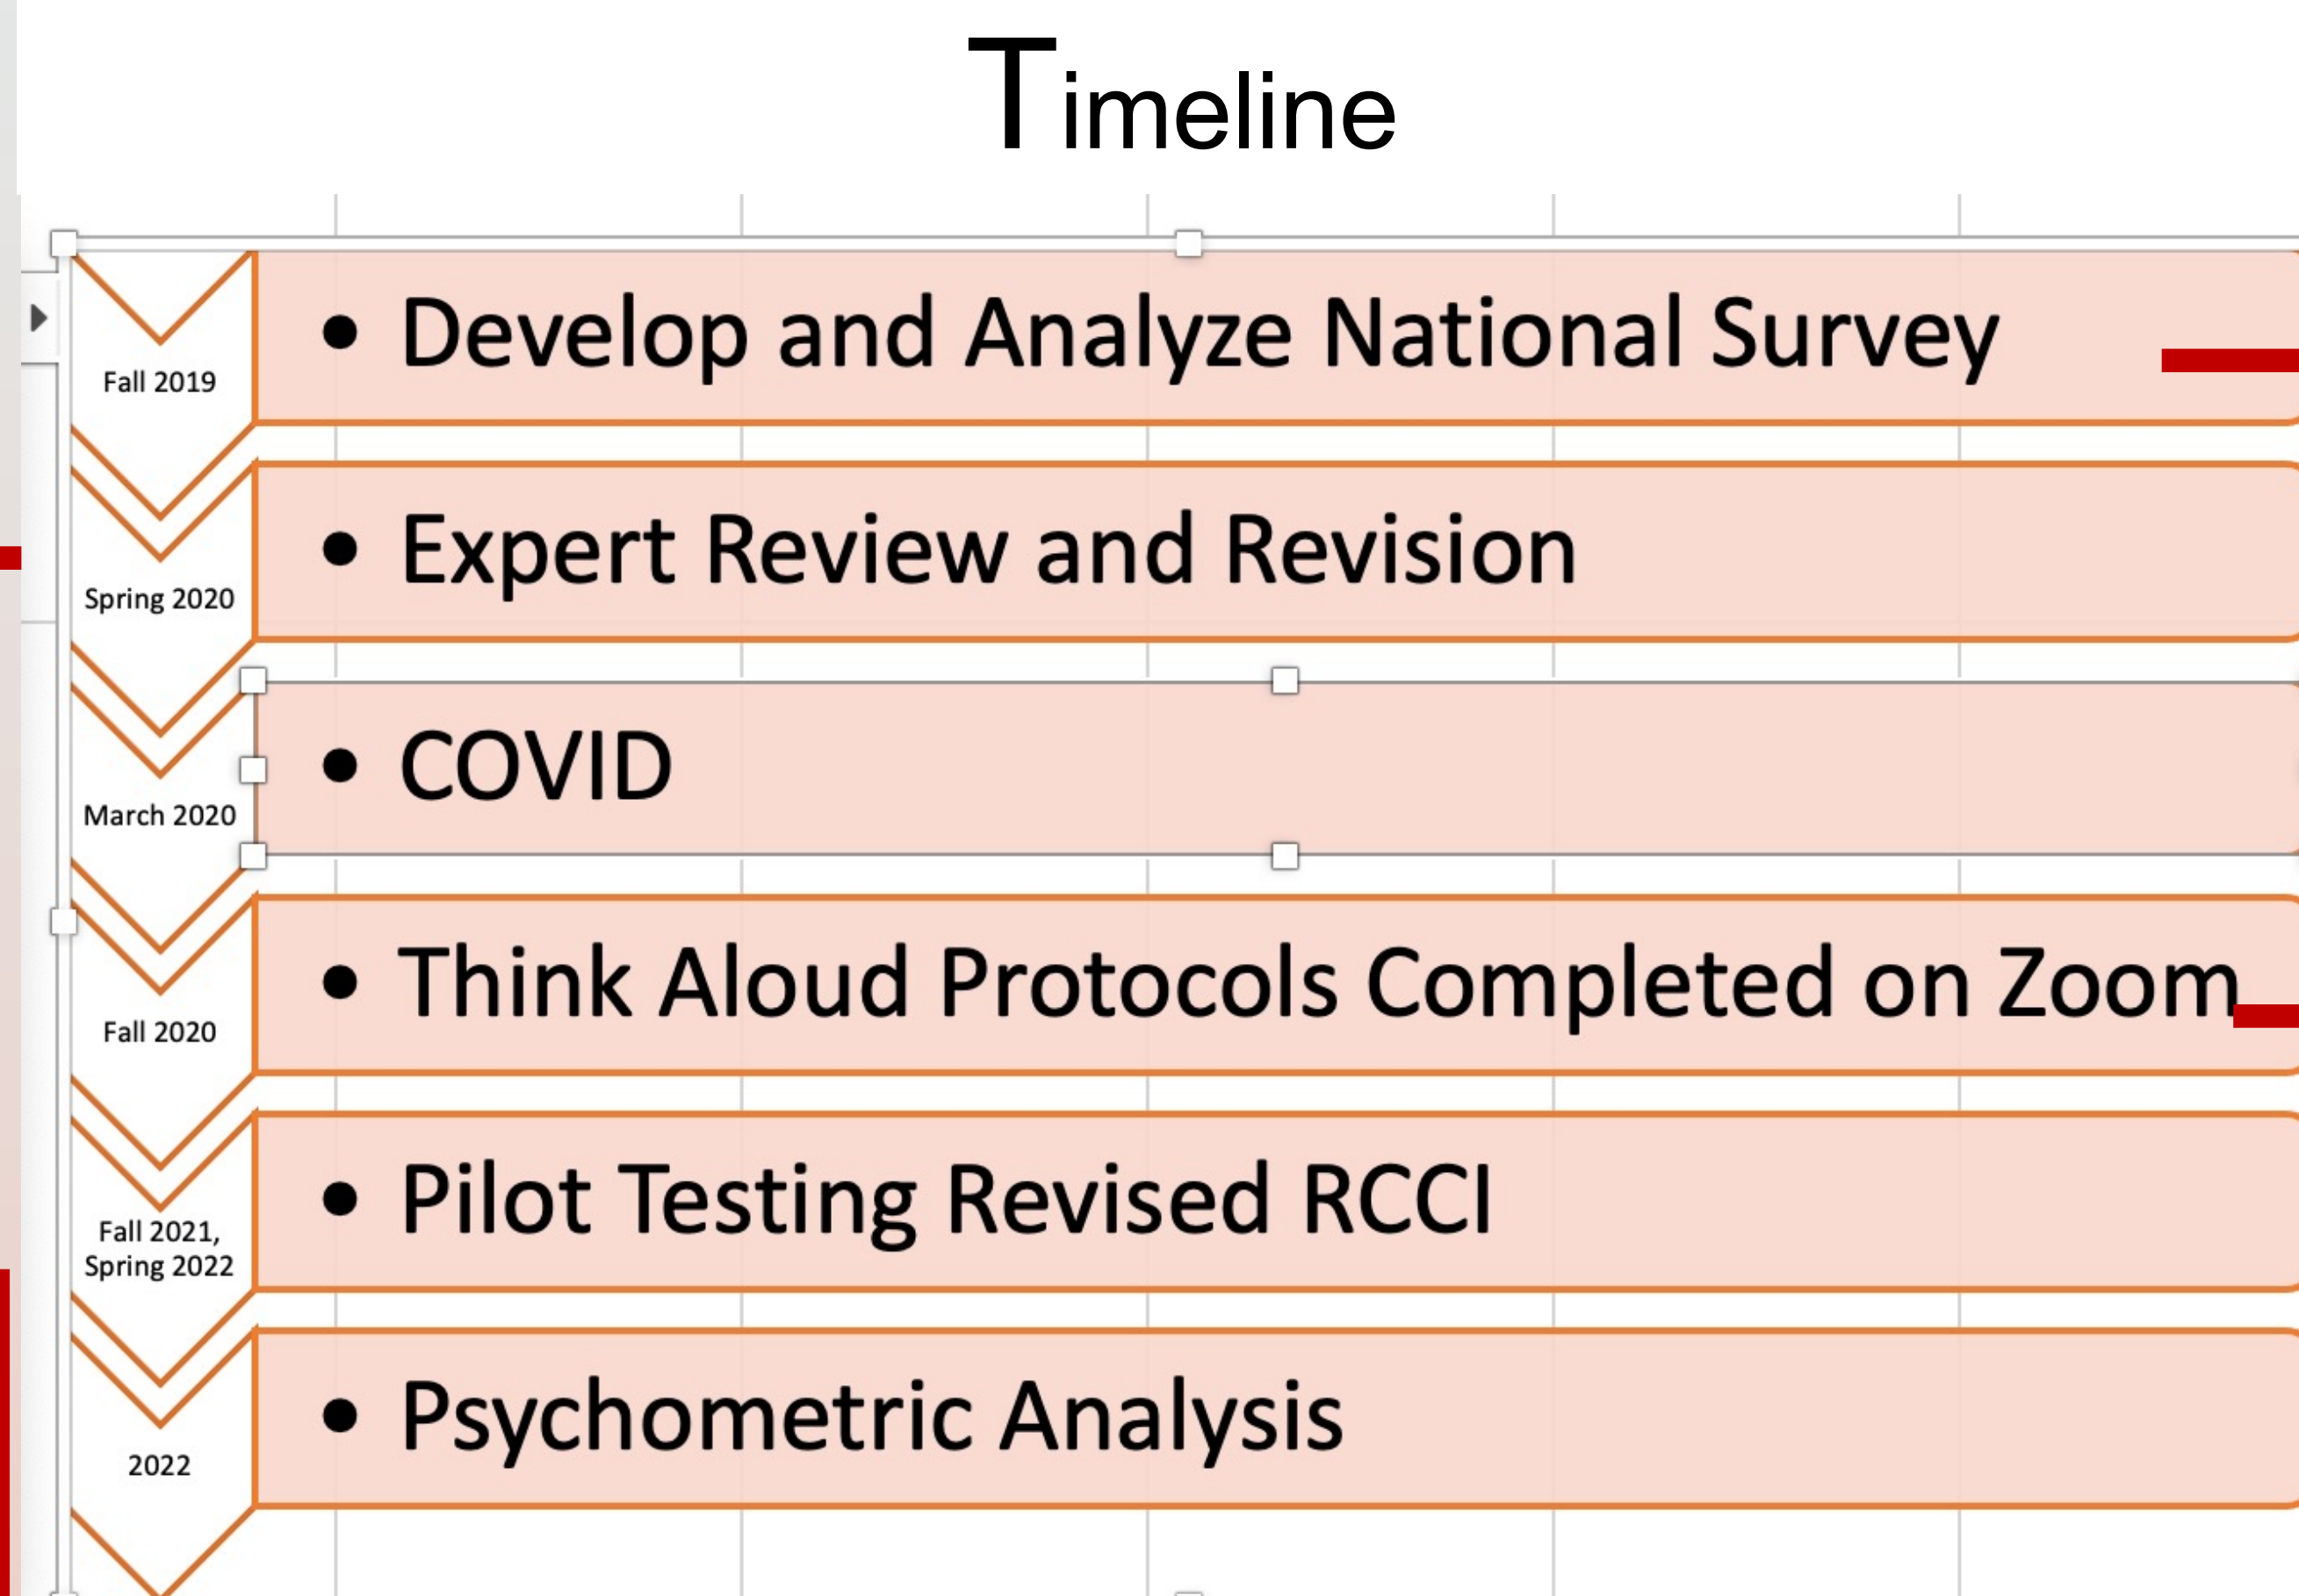 Timeline
Fall 2019
• Develop and Analyze National Survey
Spring 2020
• Expert Review and Revision
March 2020
• COVID
Fall 2020
• Think Aloud Protocols Completed on Zoom
Fall 2021,
Spring 2022
• Pilot Testing Revised RCCI
2022
• Psychometric Analysis